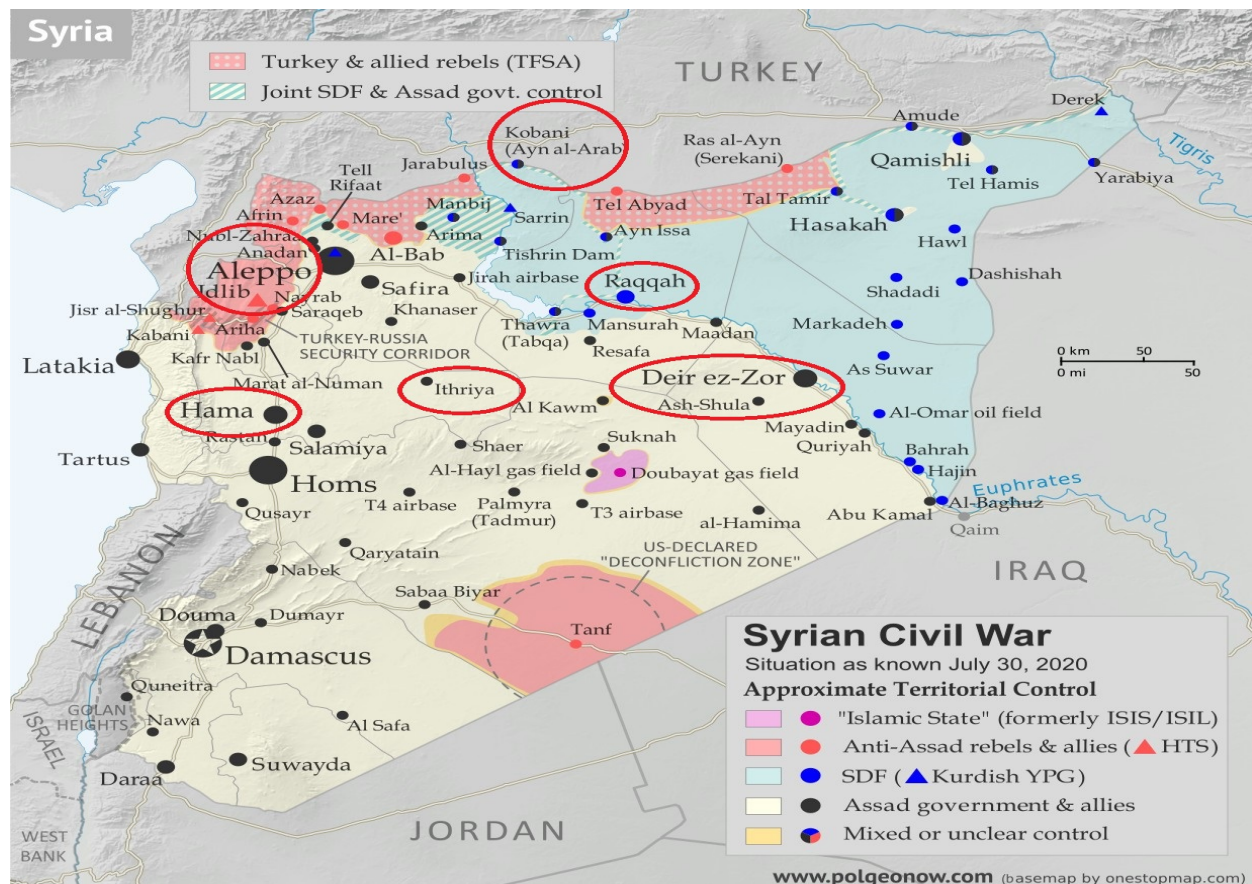 Syria
Turkey & allied rebels (TFSA)
Joint SDF & Assad govt. control
TURKEY
Kobani
(Ayn al-Arab)
Derek
Amude
Tigris
Ras al-Ayn
(Serekani)
Qamishli
Jarabulus
Tell
Rifaat
Tel Hamis
Yarabiya
Azaz
Manbij
Tel Abyad
Tal Tamir
Afrin
Mare'
Sarrin
Hasakah
Nubl-Zahraa
Arima
Ayn Issa
Hawl
Anadan
Al-Bab
Tishrin Dam
Aleppo
Jirah airbase
Raqqah
Dashishah
Idlib
Safira
Shadadi
Nayrab
Jisr al-Shughur
Saraqeb
Khanaser
Thawra
(Tabqa)
Mansurah
Maadan
Markadeh
Kabani
Ariha
TURKEY-RUSSIA
SECURITY CORRIDOR
Resafa
Latakia
Kafr Nabl
As Suwar
0 km 50
0 mi 50
Marat al-Numan
Ithriya
Deir ez-Zor
Hama
Al Kawm
Ash-Shula
Al-Omar oil field
Rastan
Salamiya
Mayadin
Quriyah
Tartus
Shaer
Suknah
Bahrah
Al-Hayl gas field
Doubayat gas field
Hajin
Homs
Euphrates
T4 airbase
Palmyra
(Tadmur)
T3 airbase
Al-Baghuz
Qusayr
al-Hamima
Abu Kamal
Qaim
LEBANON
Qaryatain
US-DECLARED
"DECONFLICTION ZONE"
IRAQ
Nabek
Sabaa Biyar
Douma
Dumayr
Tanf
Damascus
Quneitra
GOLAN
HEIGHTS
Nawa
Al Safa
ISRAEL
Daraa
Suwayda
WEST
BANK
JORDAN
Syrian Civil War
Situation as known July 30, 2020
Approximate Territorial Control
"Islamic State" (formerly ISIS/ISIL)
Anti-Assad rebels & allies ( HTS)
SDF ( Kurdish YPG)
Assad government & allies
Mixed or unclear control
www.polgeonow.com (basemap by onestopmap.com)